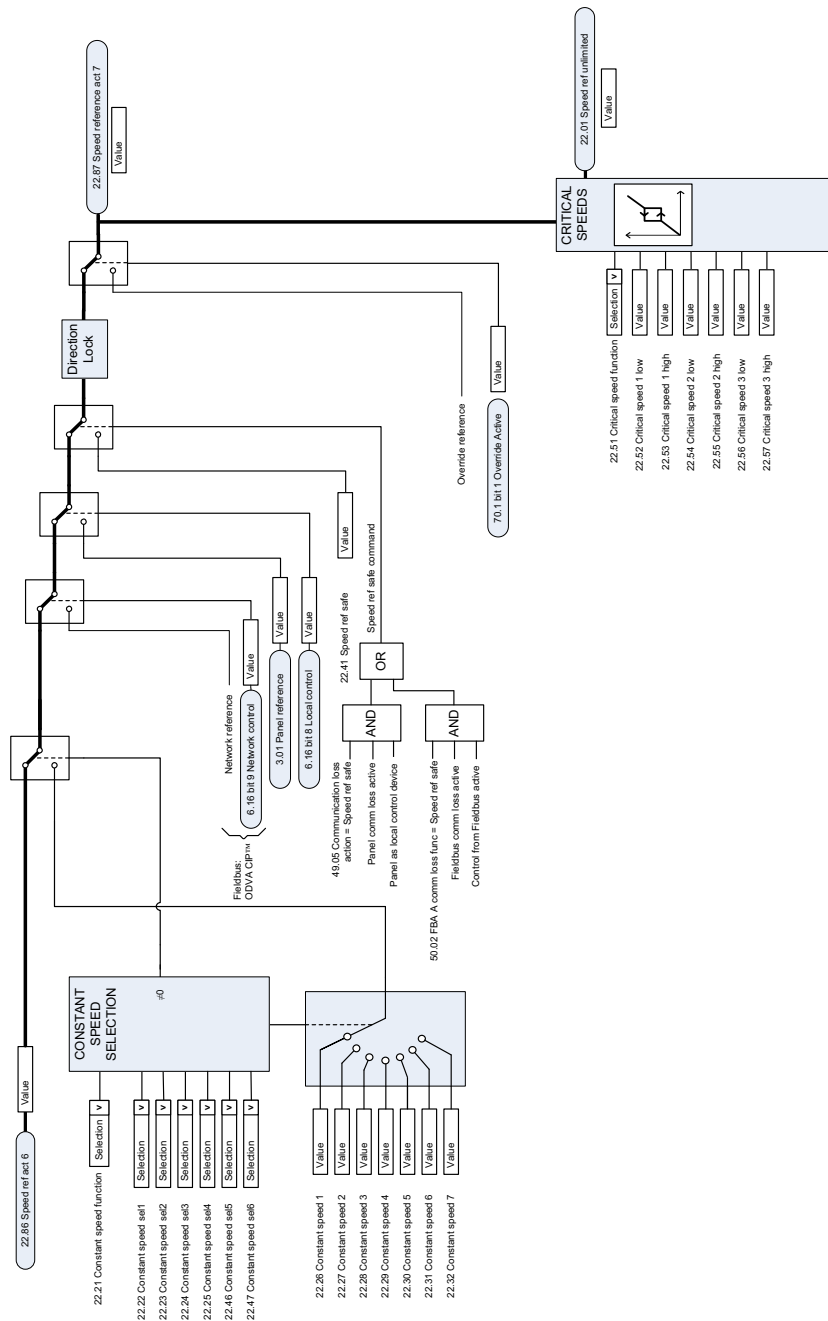 22.86 Speed ref act 6
Value
22.21 Constant speed function
Selection
v
22.22 Constant speed sel1
Selection
v
22.23 Constant speed sel2
Selection
v
22.24 Constant speed sel3
Selection
v
22.25 Constant speed sel4
Selection
v
22.46 Constant speed sel5
Selection
v
22.47 Constant speed sel6
Selection
v
CONSTANT
SPEED
SELECTION
≠0
22.26 Constant speed 1
Value
22.27 Constant speed 2
Value
22.28 Constant speed 3
Value
22.29 Constant speed 4
Value
22.30 Constant speed 5
Value
22.31 Constant speed 6
Value
22.32 Constant speed 7
Value
Network reference
Fieldbus:
ODVA CIP™
6.16 bit 9 Network control
Value
3.01 Panel reference
Value
6.16 bit 8 Local control
Value
22.41 Speed ref safe
Value
49.05 Communication loss
action = Speed ref safe
Panel comm loss active
Panel as local control device
AND
OR
Speed ref safe command
50.02 FBA A comm loss func = Speed ref safe
Fieldbus comm loss active
Control from Fieldbus active
AND
Direction
Lock
Override reference
70.1 bit 1 Override Active
Value
22.87 Speed reference act 7
Value
22.51 Critical speed function
Selection
v
22.52 Critical speed 1 low
Value
22.53 Critical speed 1 high
Value
22.54 Critical speed 2 low
Value
22.55 Critical speed 2 high
Value
22.56 Critical speed 3 low
Value
22.57 Critical speed 3 high
Value
CRITICAL
SPEEDS
22.01 Speed ref unlimited
Value